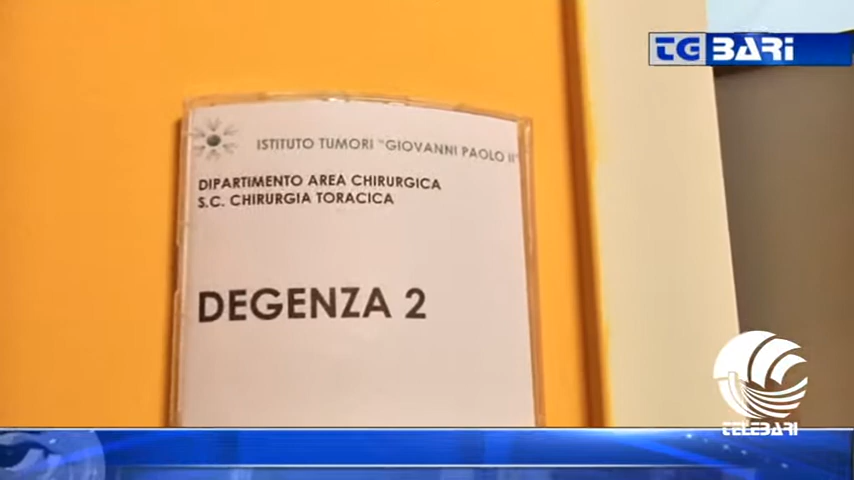 TG BARI
ISTITUTO TUMORI "GIOVANNI PAOLO II"
DIPARTIMENTO AREA CHIRURGICA
S.C. CHIRURGIA TORACICA
DEGENZA 2
TELEBARI